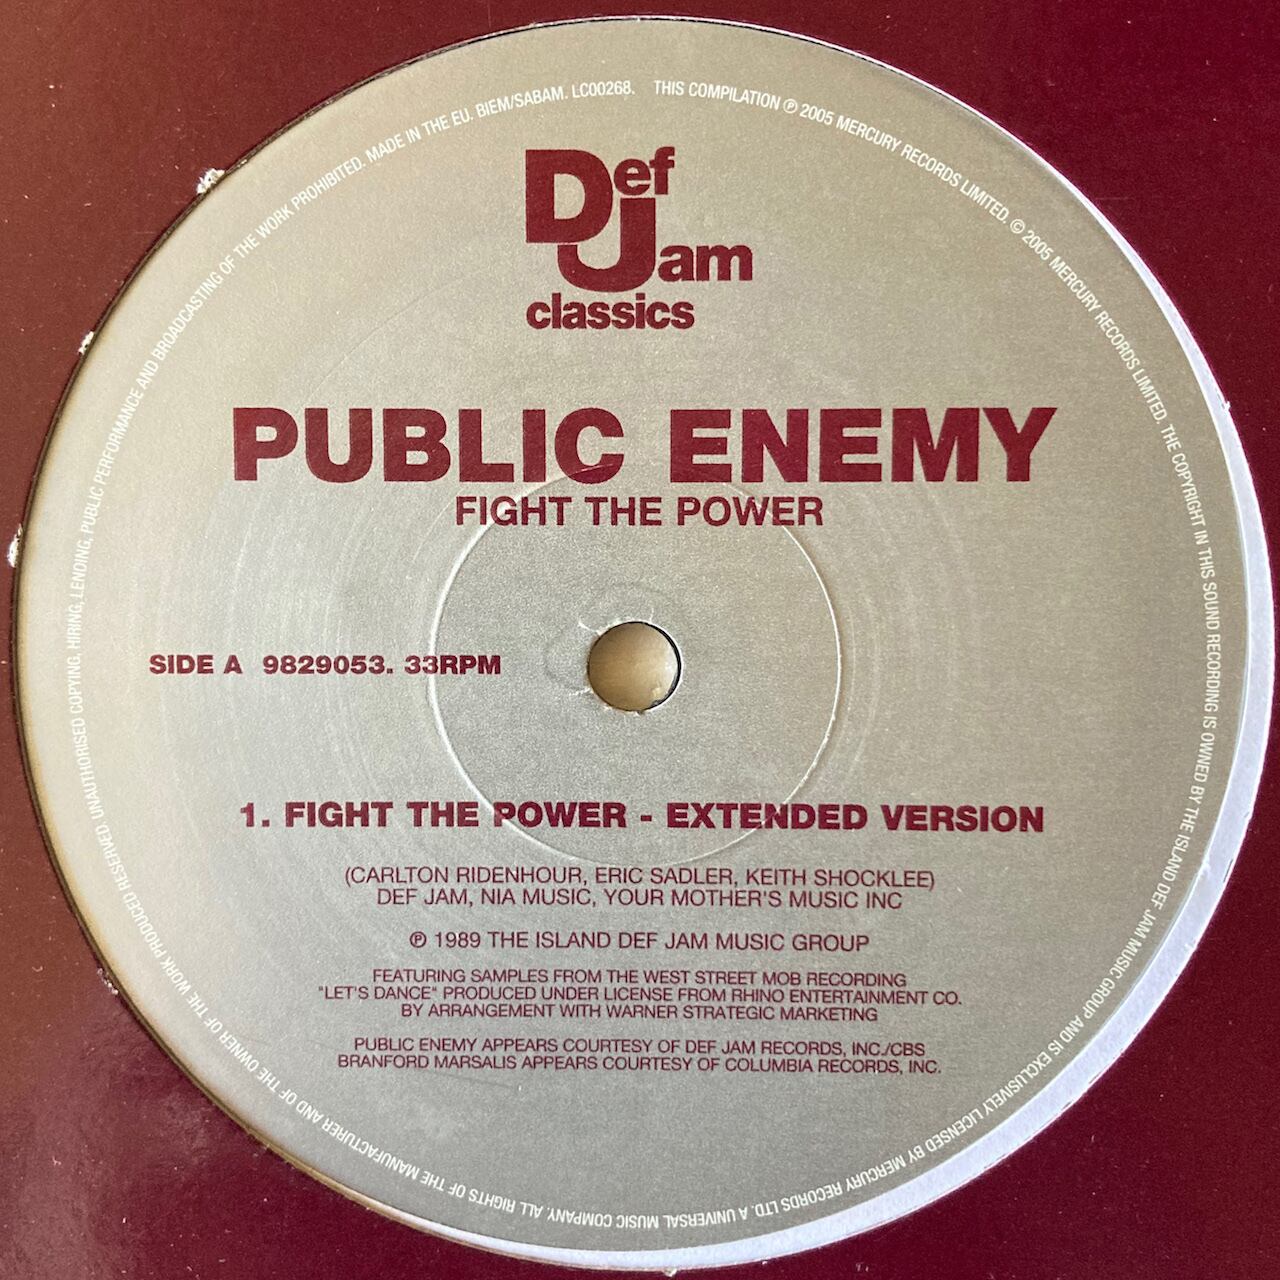 Def
Jam
classics
PUBLIC ENEMY
FIGHT THE POWER
SIDE A 9829053. 33RPM
1. FIGHT THE POWER - EXTENDED VERSION
(CARLTON RIDENHOUR, ERIC SADLER, KEITH SHOCKLEE)
DEF JAM, NIA MUSIC, YOUR MOTHER'S MUSIC INC
℗ 1989 THE ISLAND DEF JAM MUSIC GROUP
FEATURING SAMPLES FROM THE WEST STREET MOB RECORDING
"LET'S DANCE" PRODUCED UNDER LICENSE FROM RHINO ENTERTAINMENT CO.
BY ARRANGEMENT WITH WARNER STRATEGIC MARKETING
PUBLIC ENEMY APPEARS COURTESY OF DEF JAM RECORDS, INC./CBS
BRANFORD MARSALIS APPEARS COURTESY OF COLUMBIA RECORDS, INC.
THIS COMPILATION ℗ 2005 MERCURY RECORDS LIMITED. © 2005 MERCURY RECORDS LIMITED. THE COPYRIGHT IN THIS SOUND RECORDING IS OWNED BY THE ISLAND DEF JAM MUSIC GROUP AND IS EXCLUSIVELY LICENSED BY MERCURY RECORDS LTD. A UNIVERSAL MUSIC COMPANY. ALL RIGHTS OF THE MANUFACTURER AND OF THE OWNER OF THE WORK PRODUCED RESERVED. UNAUTHORISED COPYING, HIRING, LENDING, PUBLIC PERFORMANCE AND BROADCASTING OF THE WORK PROHIBITED. MADE IN THE EU. BIEM/SABAM. LC00268.